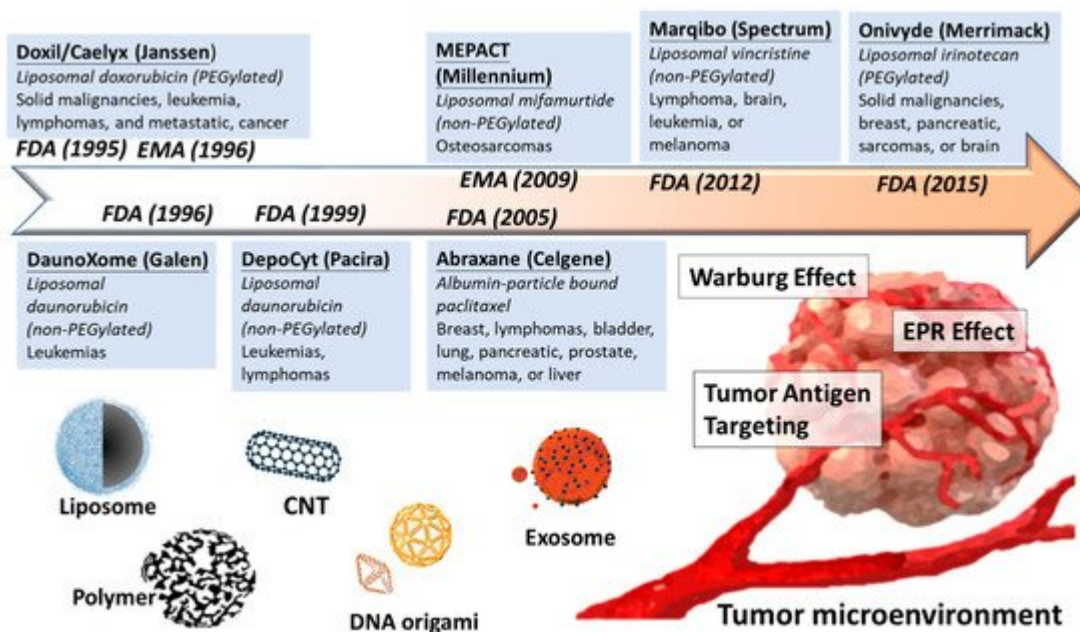 Doxil/Caelyx (Janssen)
Liposomal doxorubicin (PEGylated)
Solid malignancies, leukemia,
lymphomas, and metastatic, cancer
FDA (1995) EMA (1996)
MEPACT
(Millennium)
Liposomal mifamurtide
(non-PEGylated)
Osteosarcomas
EMA (2009)
Marqibo (Spectrum)
Liposomal vincristine
(non-PEGylated)
Lymphoma, brain,
leukemia, or
melanoma
FDA (2012)
Onivyde (Merrimack)
Liposomal irinotecan
(PEGylated)
Solid malignancies,
breast, pancreatic,
sarcomas, or brain
FDA (2015)
FDA (1996)
DaunoXome (Galen)
Liposomal
daunorubicin
(non-PEGylated)
Leukemias
FDA (1999)
DepoCyt (Pacira)
Liposomal
daunorubicin
(non-PEGylated)
Leukemias,
lymphomas
FDA (2005)
Abraxane (Celgene)
Albumin-particle bound
paclitaxel
Breast, lymphomas, bladder,
lung, pancreatic, prostate,
melanoma, or liver
Warburg Effect
EPR Effect
Tumor Antigen
Targeting
Liposome
CNT
Exosome
Polymer
DNA origami
Tumor microenvironment